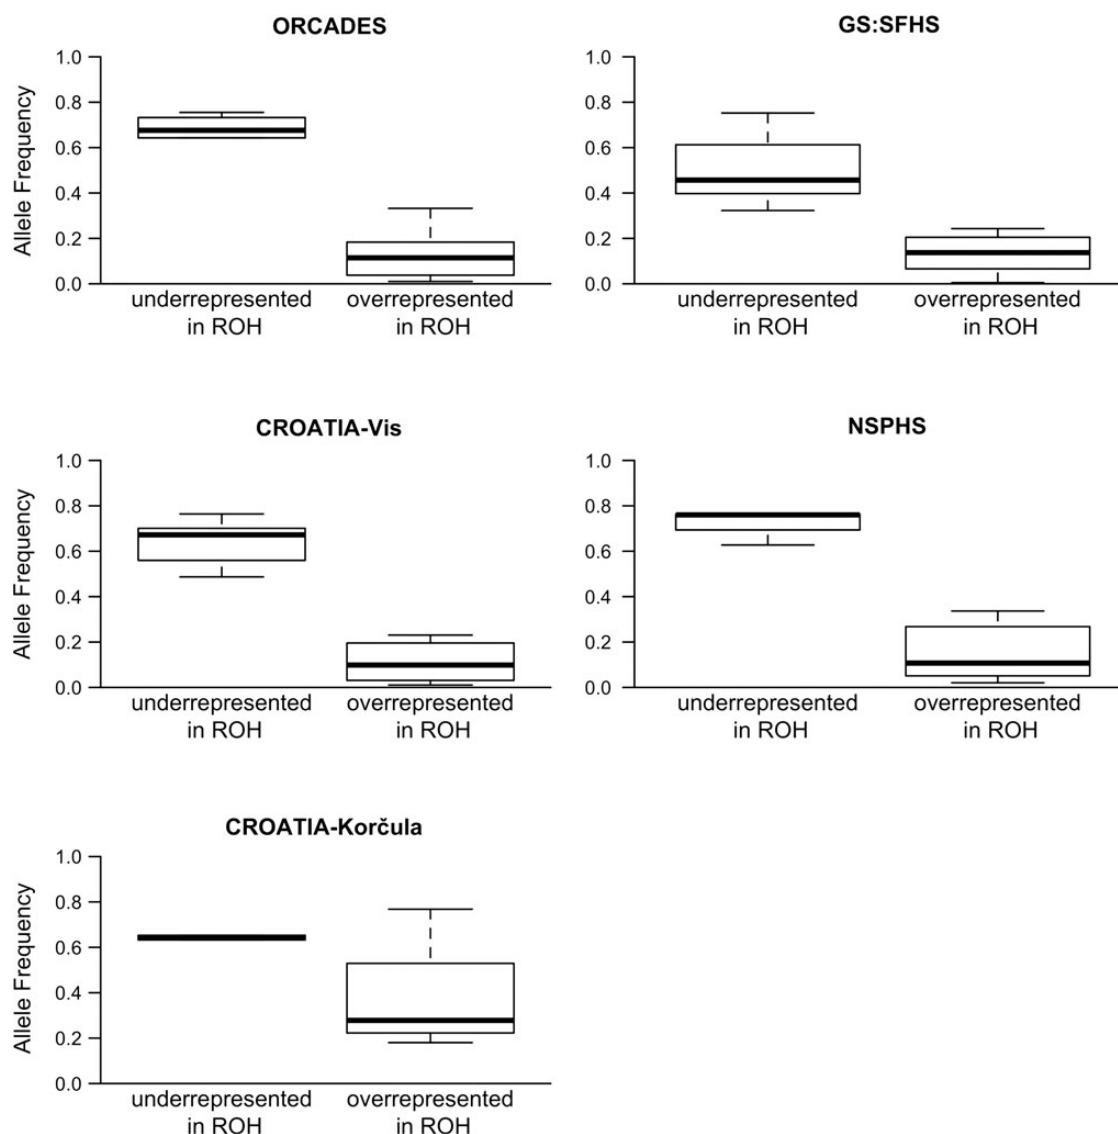 ORCADES
Allele Frequency
1.0
0.8
0.6
0.4
0.2
0.0
underrepresented overrepresented
in ROH in ROH
GS:SFHS
1.0
0.8
0.6
0.4
0.2
0.0
underrepresented overrepresented
in ROH in ROH
CROATIA-Vis
Allele Frequency
1.0
0.8
0.6
0.4
0.2
0.0
underrepresented overrepresented
in ROH in ROH
NSPHS
1.0
0.8
0.6
0.4
0.2
0.0
underrepresented overrepresented
in ROH in ROH
CROATIA-Korčula
Allele Frequency
1.0
0.8
0.6
0.4
0.2
0.0
underrepresented overrepresented
in ROH in ROH